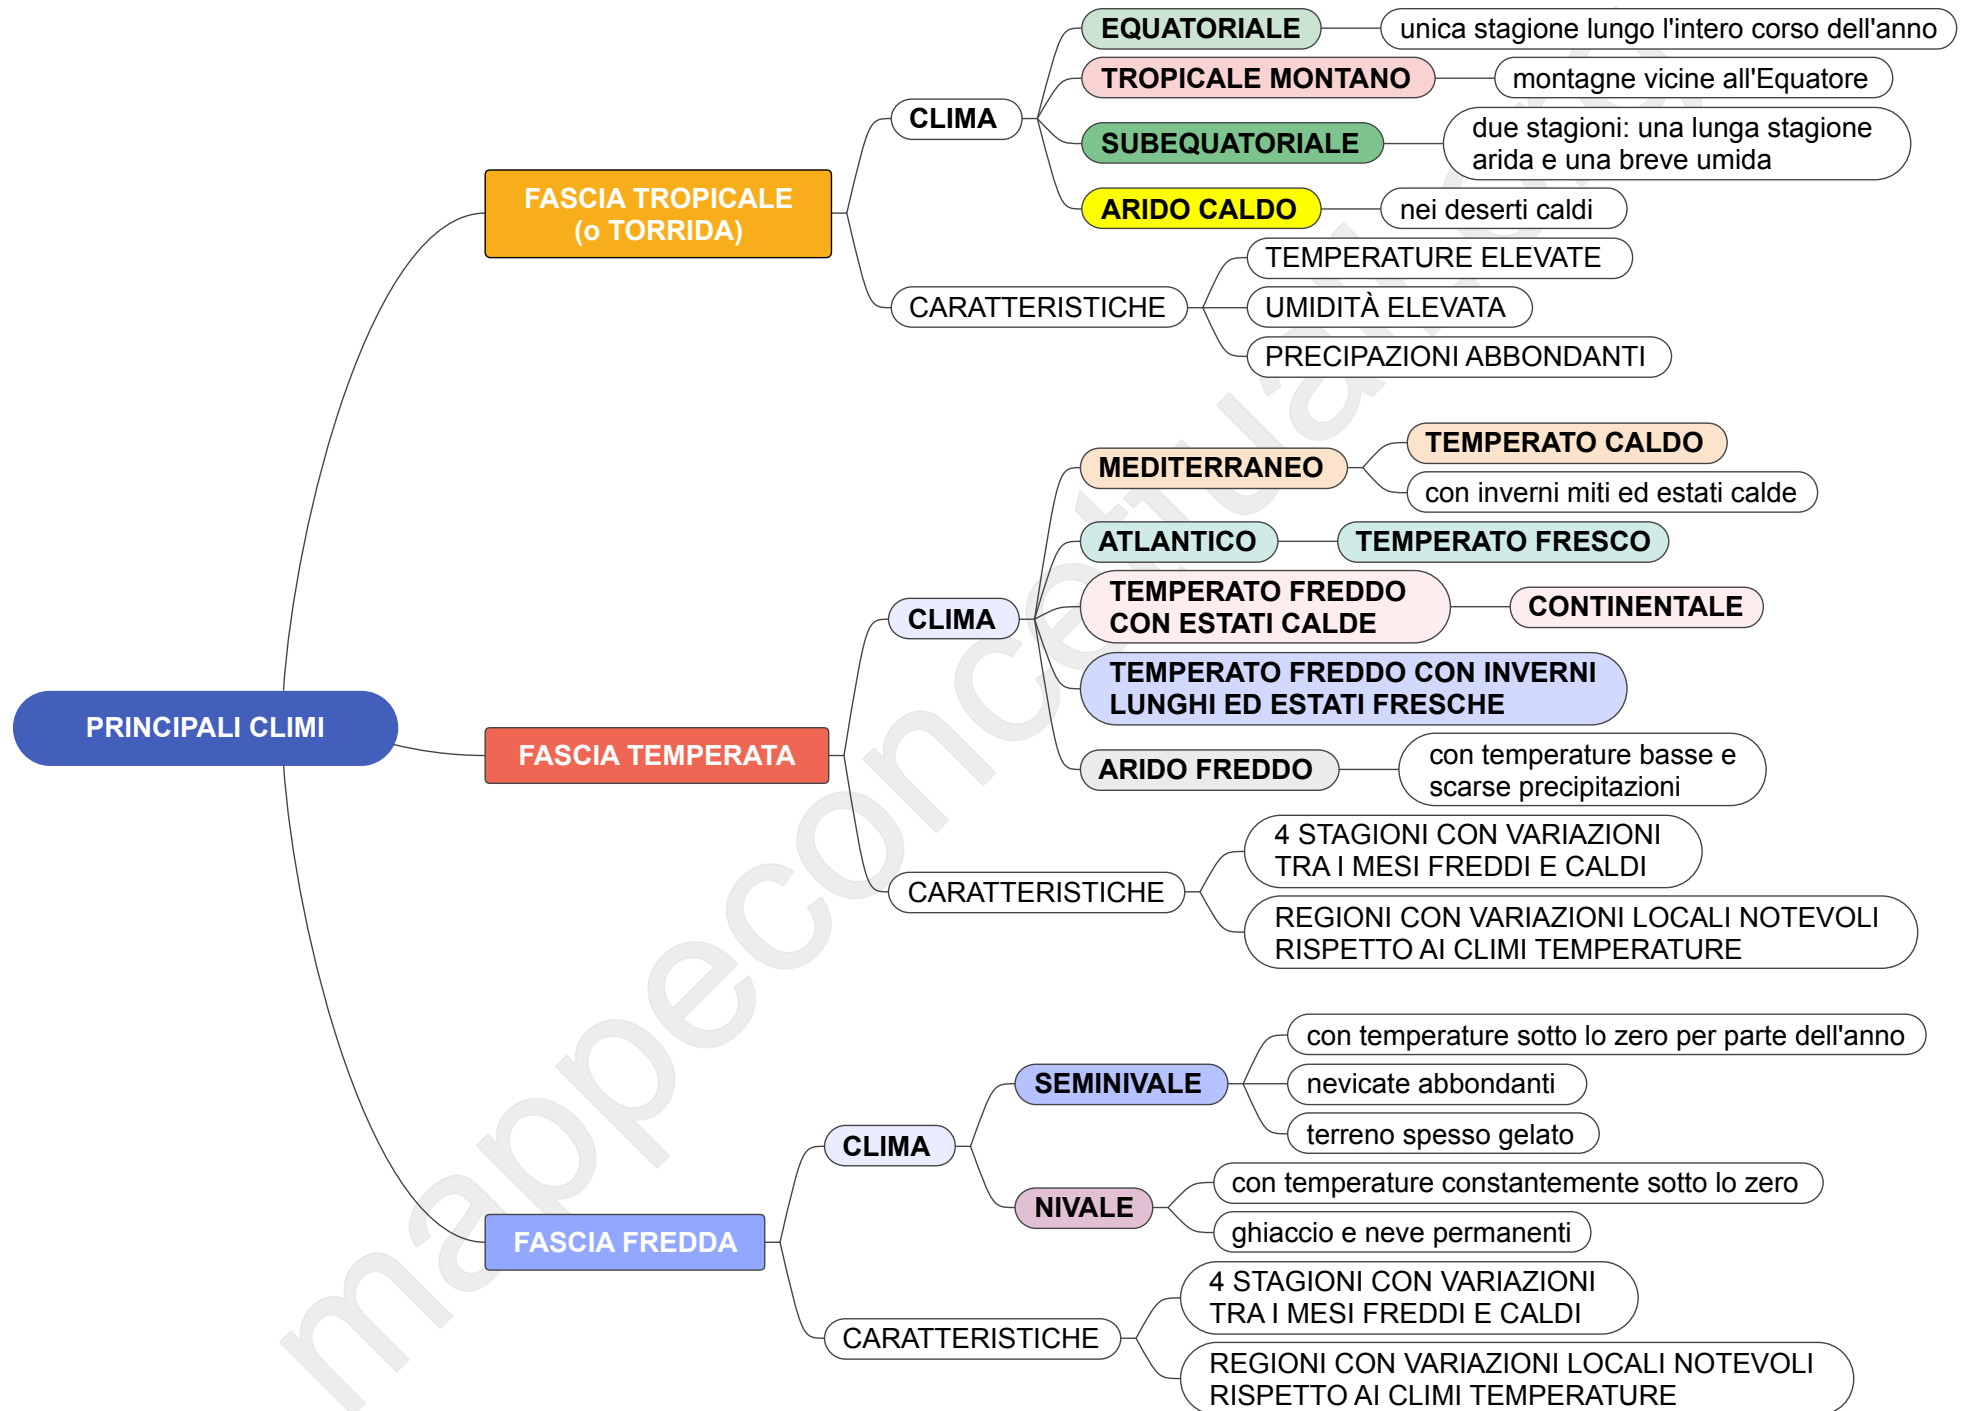 PRINCIPALI CLIMI
FASCIA TROPICALE
(o TORRIDA)
CLIMA
EQUATORIALE
unica stagione lungo l'intero corso dell'anno
TROPICALE MONTANO
montagne vicine all'Equatore
SUBEQUATORIALE
due stagioni: una lunga stagione
arida e una breve umida
ARIDO CALDO
nei deserti caldi
CARATTERISTICHE
TEMPERATURE ELEVATE
UMIDITÀ ELEVATA
PRECIPAZIONI ABBONDANTI
FASCIA TEMPERATA
CLIMA
MEDITERRANEO
TEMPERATO CALDO
con inverni miti ed estati calde
ATLANTICO
TEMPERATO FRESCO
TEMPERATO FREDDO
CON ESTATI CALDE
CONTINENTALE
TEMPERATO FREDDO CON INVERNI
LUNGHI ED ESTATI FRESCHE
ARIDO FREDDO
con temperature basse e
scarse precipitazioni
CARATTERISTICHE
4 STAGIONI CON VARIAZIONI
TRA I MESI FREDDI E CALDI
REGIONI CON VARIAZIONI LOCALI NOTEVOLI
RISPETTO AI CLIMI TEMPERATURE
FASCIA FREDDA
CLIMA
SEMINIVALE
con temperature sotto lo zero per parte dell'anno
nevicate abbondanti
terreno spesso gelato
NIVALE
con temperature constantemente sotto lo zero
ghiaccio e neve permanenti
CARATTERISTICHE
4 STAGIONI CON VARIAZIONI
TRA I MESI FREDDI E CALDI
REGIONI CON VARIAZIONI LOCALI NOTEVOLI
RISPETTO AI CLIMI TEMPERATURE
mappeconcettuali.org